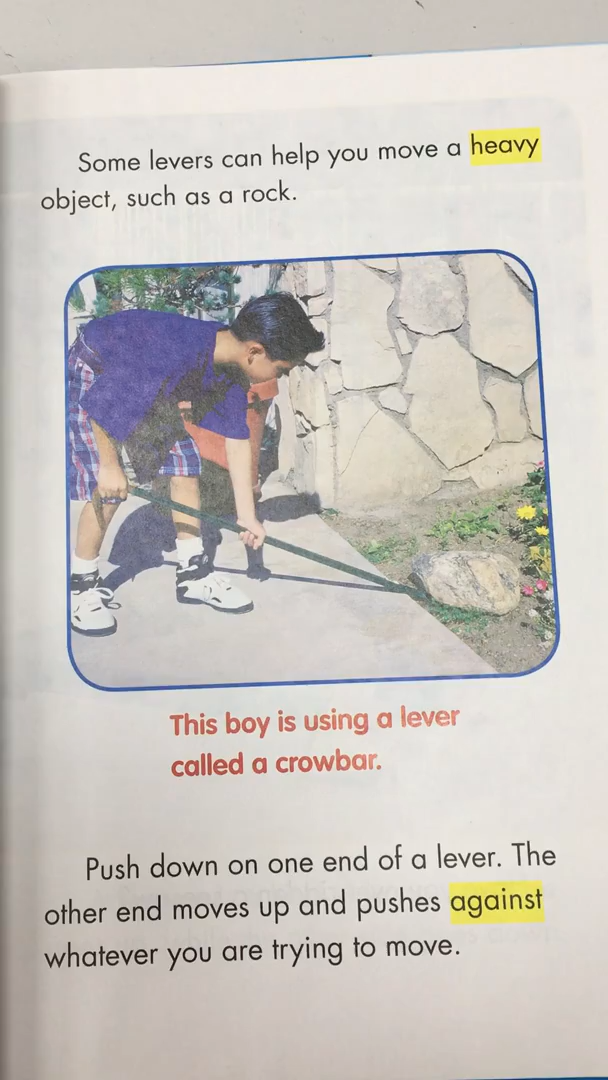 Some levers can help you move a heavy
object, such as a rock.
This boy is using a lever
called a crowbar.
Push down on one end of a lever. The
other end moves up and pushes against
whatever you are trying to move.